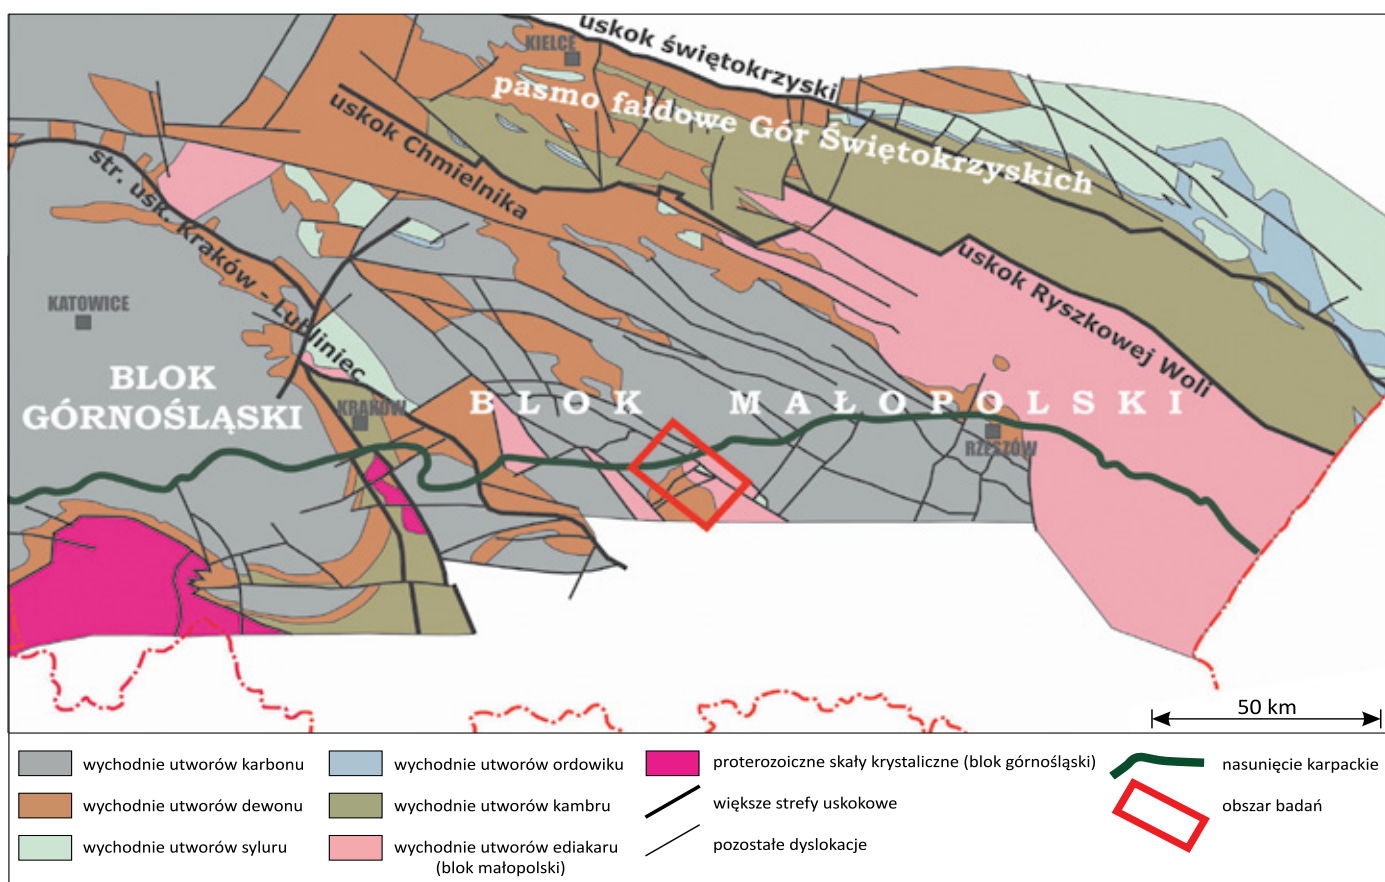 uskok świętokrzyski
KIELCE
pasmo fałdowe Gór Świętokrzyskich
uskok Chmielnika
str. usk. Kraków - Lubliniec
uskok Ryszkowej Woli
KATOWICE
BLOK
GÓRNOŚLĄSKI
KRAKÓW
BLOK MAŁOPOLSKI
RZESZÓW
50 km
wychodnie utworów karbonu
wychodnie utworów dewonu
wychodnie utworów syluru
wychodnie utworów ordowiku
wychodnie utworów kambru
wychodnie utworów ediakaru
(blok małopolski)
proterozoiczne skały krystaliczne (blok górnośląski)
większe strefy uskokowe
pozostałe dyslokacje
nasunięcie karpackie
obszar badań